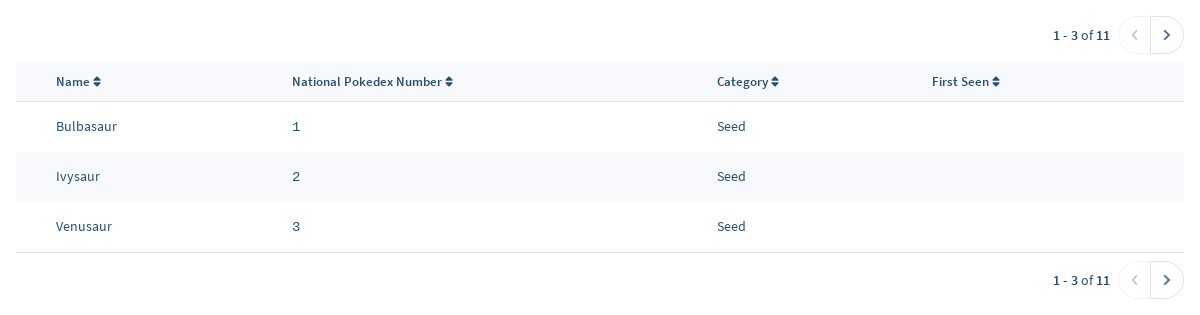 1 - 3 of 11
Name National Pokedex Number Category First Seen
Bulbasaur 1 Seed
Ivysaur 2 Seed
Venusaur 3 Seed
1 - 3 of 11